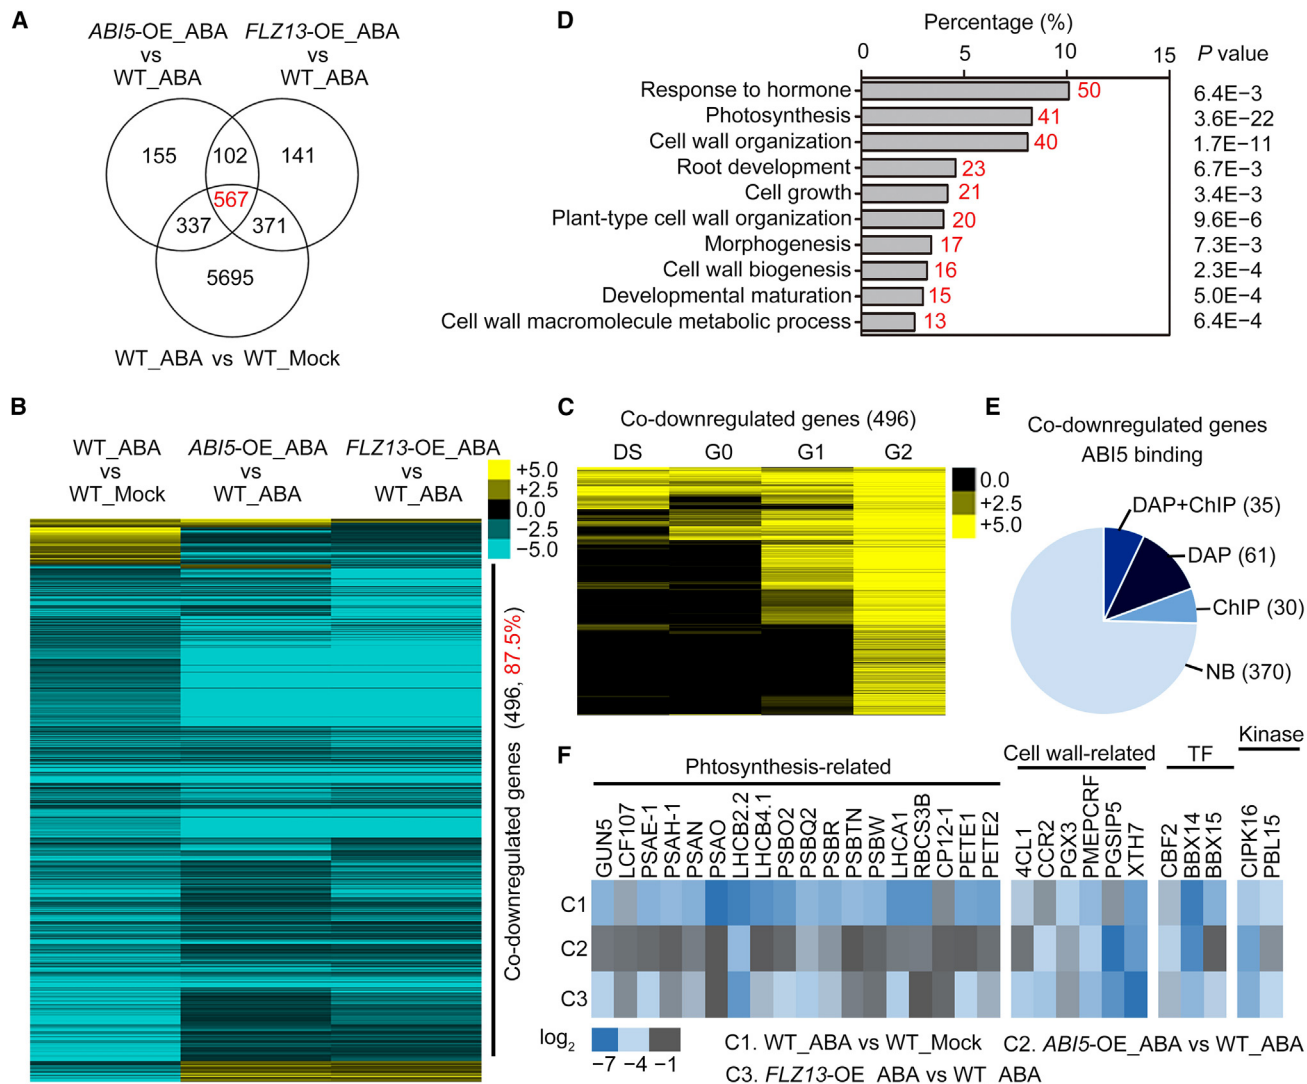 A
ABI5-OE_ABA
vs
WT_ABA
FLZ13-OE_ABA
vs
WT_ABA
155
102
141
567
337
371
5695
WT_ABA vs WT_Mock
B
WT_ABA
vs
WT_Mock
ABI5-OE_ABA
vs
WT_ABA
FLZ13-OE_ABA
vs
WT_ABA
+5.0
+2.5
0.0
−2.5
−5.0
Co-downregulated genes (496, 87.5%)
C
Co-downregulated genes (496)
DS G0 G1 G2
0.0
+2.5
+5.0
D
Percentage (%)
0 5 10 15
P value
Response to hormone 50 6.4E−3
Photosynthesis 41 3.6E−22
Cell wall organization 40 1.7E−11
Root development 23 6.7E−3
Cell growth 21 3.4E−3
Plant-type cell wall organization 20 9.6E−6
Morphogenesis 17 7.3E−3
Cell wall biogenesis 16 2.3E−4
Developmental maturation 15 5.0E−4
Cell wall macromolecule metabolic process 13 6.4E−4
E
Co-downregulated genes
ABI5 binding
DAP+ChIP (35)
DAP (61)
ChIP (30)
NB (370)
F
Phtosynthesis-related
Cell wall-related
TF
Kinase
GUN5
LCF107
PSAE-1
PSAH-1
PSAN
PSAO
LHCB2.2
LHCB4.1
PSBO2
PSBQ2
PSBR
PSBTN
PSBW
LHCA1
RBCS3B
CP12-1
PETE1
PETE2
4CL1
CCR2
PGX3
PMEPCRF
PGSIP5
XTH7
CBF2
BBX14
BBX15
CIPK16
PBL15
C1
C2
C3
log2
−7 −4 −1
C1. WT_ABA vs WT_Mock
C2. ABI5-OE_ABA vs WT_ABA
C3. FLZ13-OE ABA vs WT ABA